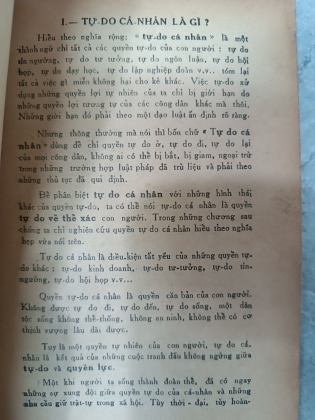 I.— TỰ-DO CÁ-NHÂN LÀ GÌ ?
Hiểu theo nghĩa rộng; « tự-do cá nhân » là một
thành ngữ chỉ tất cả các quyền tự-do của con người : tự do
tín ngưỡng, tự do tư tưởng, tự do ngôn luận, tự do hội
họp, tự do dạy học, tự do lập nghiệp đoàn v.v.. tóm lại
tất cả việc gì miễn không hại cho kẻ khác. Việc tự-do xử
dụng những quyền lợi tự nhiên của ta chỉ bị giới hạn do
những quyền lợi tương tự của các công dân khác mà thôi.
Những giới hạn đó phải theo một đạo luật ấn định rõ ràng.
Nhưng thông thường mà nói thì bốn chữ « Tự do cá
nhân » dùng để chỉ quyền tự do ở, tự do đi, tự do lại
của mọi công dân, không ai có thể bị bắt, bị giam, ngoại trừ
trong những trường hợp luật pháp đã trù liệu và phải theo
những thủ tục đã qui định.
Để phân biệt tự do cá nhân với những hình thái
khác của quyền tự-do, ta có thể nói tự-do cá nhân là quyền
tự do về thể xác con người. Trong những chương sau
chúng ta chỉ nghiên cứu quyền tự do cá nhân hiểu theo nghĩa
hẹp vừa nói trên.
Tự-do cá nhân là điều-kiện tất yếu của những quyền tự-
do khác : tự-do kinh doanh, tự-do tư-tưởng, tự-do tín-
ngưỡng, tự-do hội họp v.v...
Quyền tự-do cá nhân là quyền căn bản của con người.
Không được tự do đi, tự do đến, tự do sống, một dân
tộc sống không thể-thống, không an ninh, không thể có cơ
thịnh vượng lâu dài được.
Tuy là một quyền tự nhiên của con người, tự do cá.
nhân là kết quả của những cuộc tranh đấu không ngừng giữa
tự-do và quyền lực.
Một khi người ta sống thành đoàn thể, đã có ngay
những sự xung đột giữa quyền tự do của cá-nhân và những
nhu cầu giữ trật-tự trong xã hội. Tùy thời - đại, tùy hoàn-